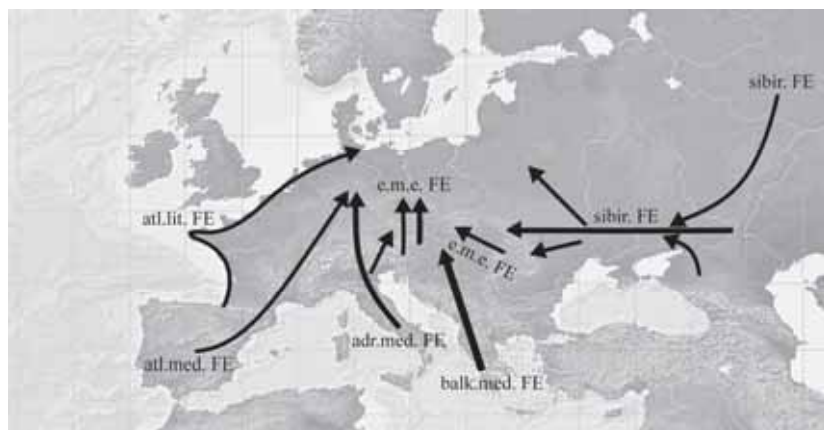 sibir. FE
e.m.e. FE
atl.lit. FE
sibir. FE
e.m.e. FE
adr.med. FE
atl.med. FE
balk.med. FE